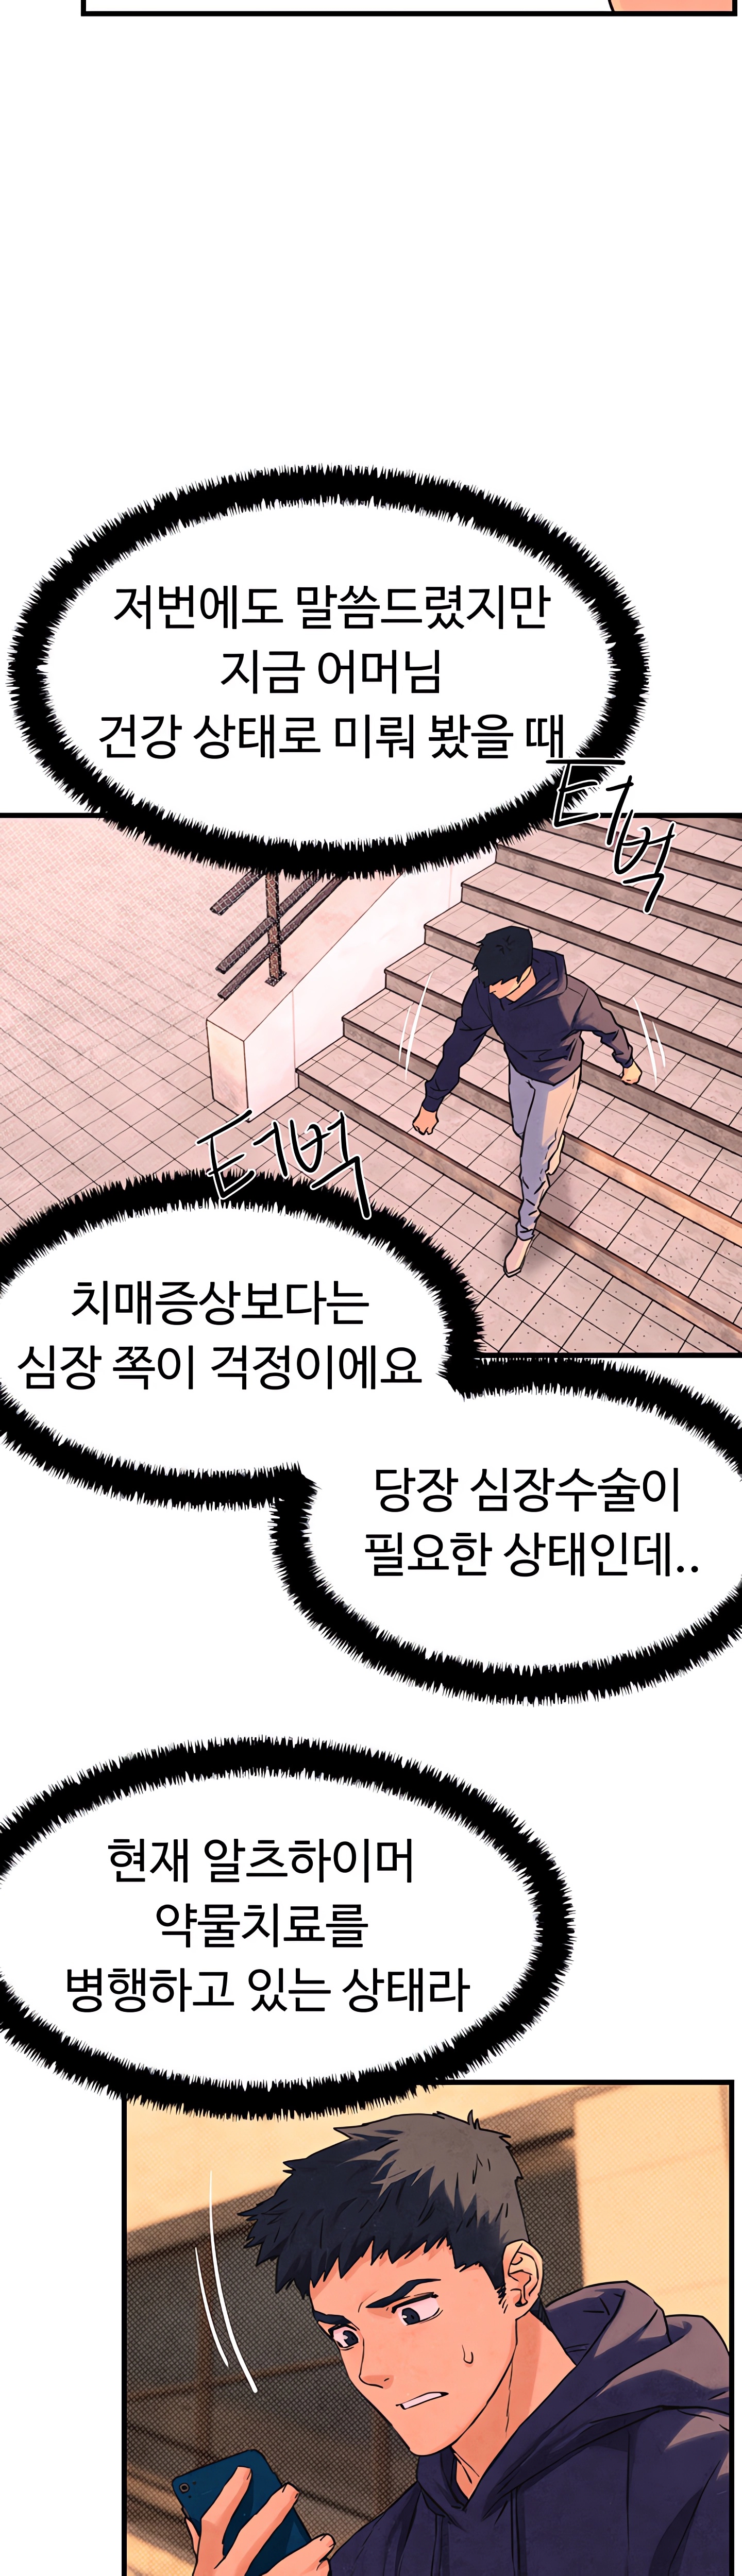 저번에도 말씀드렸지만
지금 어머님
건강 상태로 미뤄 봤을 때
터벅
터벅
치매증상보다는
심장 쪽이 걱정이에요
당장 심장수술이
필요한 상태인데..
현재 알츠하이머
약물치료를
병행하고 있는 상태라